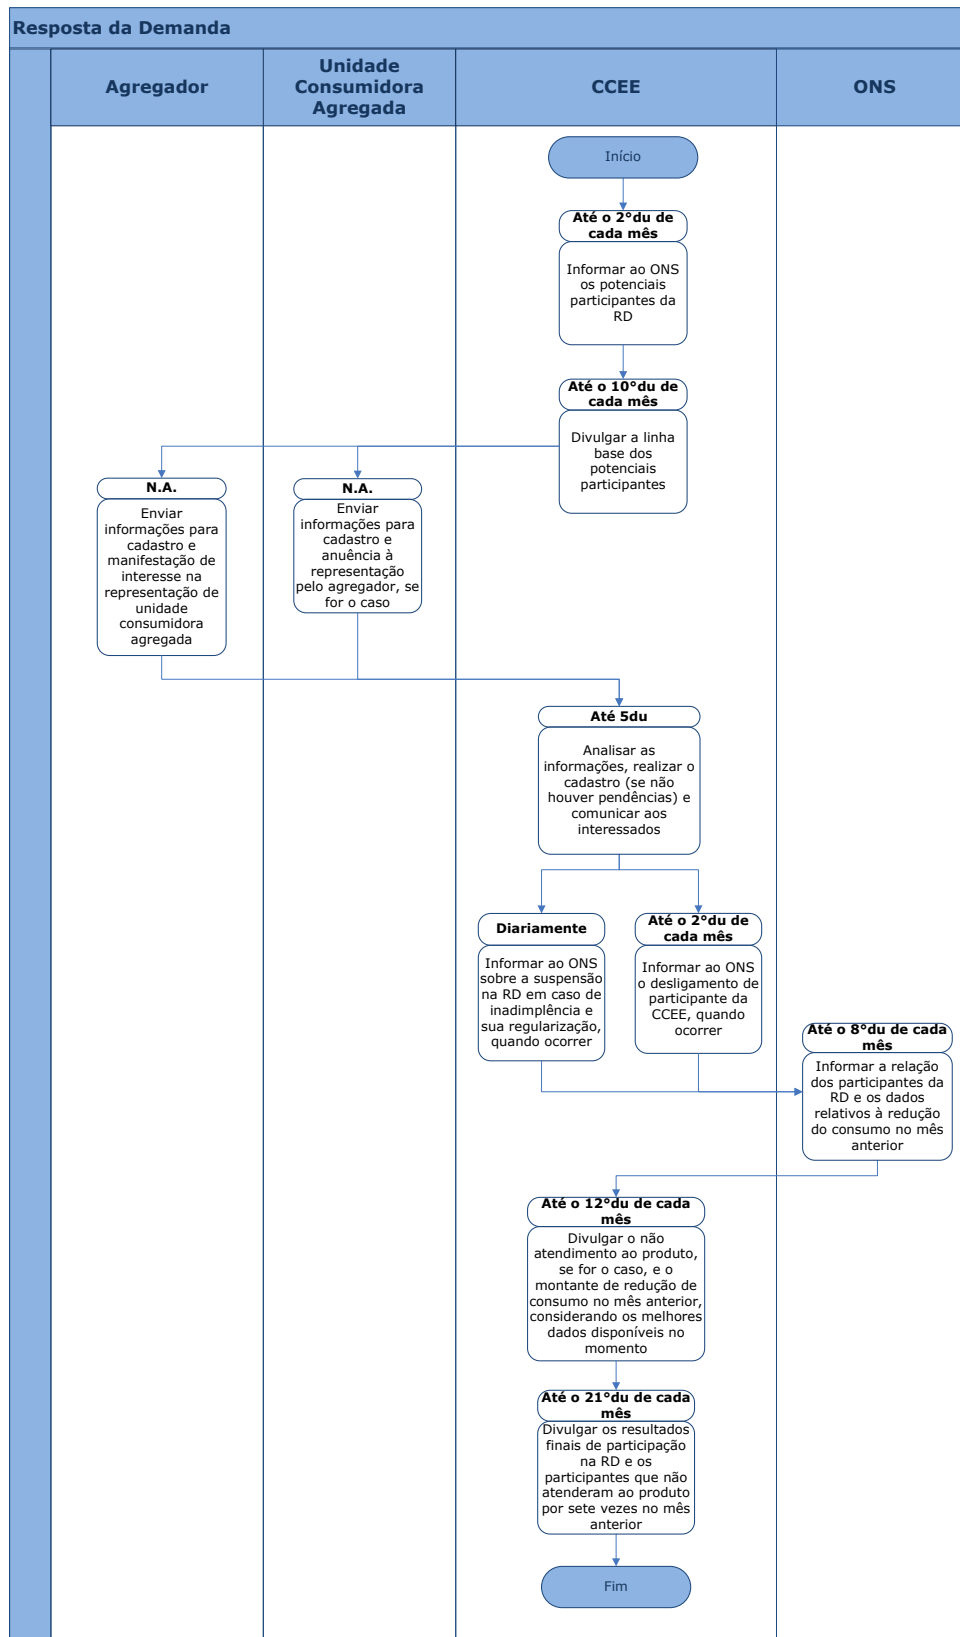 Resposta da Demanda
Agregador
Unidade
Consumidora
Agregada
CCEE
ONS
Início
Até o 2°du de
cada mês
Informar ao ONS
os potenciais
participantes da
RD
Até o 10°du de
cada mês
Divulgar a linha
base dos
potenciais
participantes
N.A.
Enviar
informações para
cadastro e
manifestação de
interesse na
representação de
unidade
consumidora
agregada
N.A.
Enviar
informações para
cadastro e
anuência à
representação
pelo agregador, se
for o caso
Até 5du
Analisar as
informações, realizar o
cadastro (se não
houver pendências) e
comunicar aos
interessados
Diariamente
Informar ao ONS
sobre a suspensão
na RD em caso de
inadimplência e
sua regularização,
quando ocorrer
Até o 2°du de
cada mês
Informar ao ONS
o desligamento de
participante da
CCEE, quando
ocorrer
Até o 8°du de cada
mês
Informar a relação
dos participantes da
RD e os dados
relativos à redução
do consumo no mês
anterior
Até o 12°du de cada
mês
Divulgar o não
atendimento ao produto,
se for o caso, e o
montante de redução de
consumo no mês anterior,
considerando os melhores
dados disponíveis no
momento
Até o 21°du de cada
mês
Divulgar os resultados
finais de participação
na RD e os
participantes que não
atenderam ao produto
por sete vezes no mês
anterior
Fim